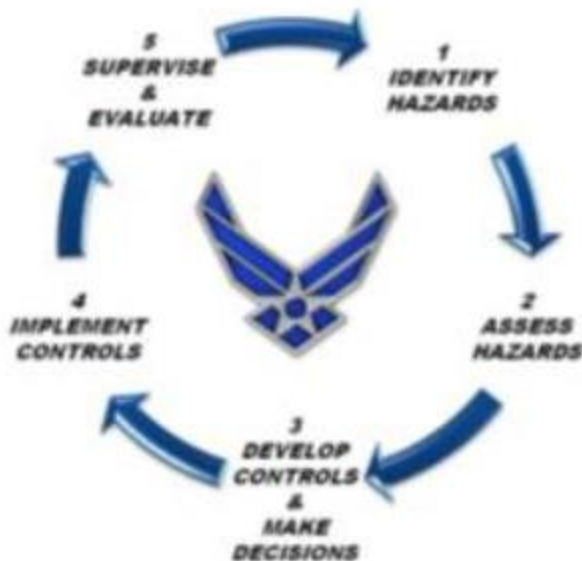 1
IDENTIFY
HAZARDS
2
ASSESS
HAZARDS
3
DEVELOP
CONTROLS
&
MAKE
DECISIONS
4
IMPLEMENT
CONTROLS
5
SUPERVISE
&
EVALUATE